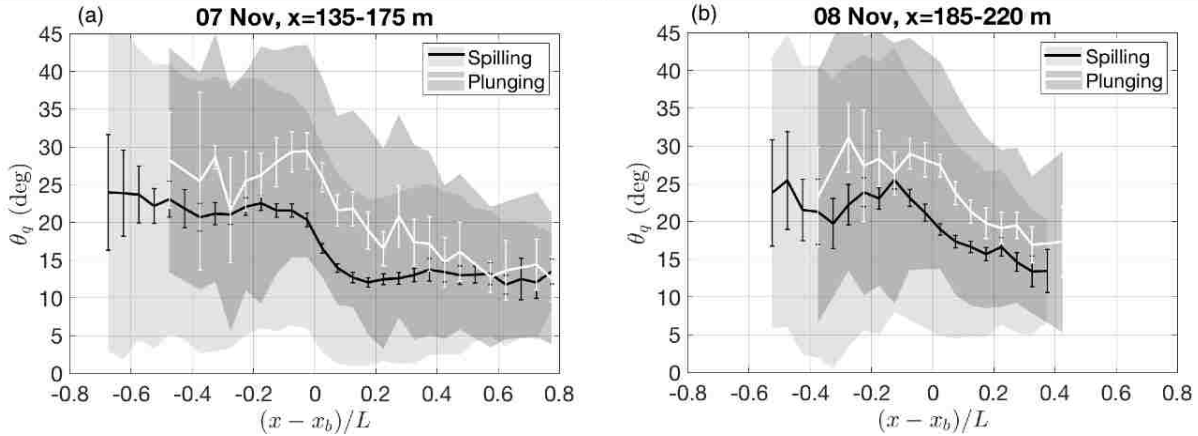 (a) 07 Nov, x=135-175 m
45
40
35
30
25
20
15
10
5
0
θq (deg)
Spilling
Plunging
-0.8 -0.6 -0.4 -0.2 0 0.2 0.4 0.6 0.8
(x − xb)/L
(b) 08 Nov, x=185-220 m
45
40
35
30
25
20
15
10
5
0
θq (deg)
Spilling
Plunging
-0.8 -0.6 -0.4 -0.2 0 0.2 0.4 0.6 0.8
(x − xb)/L